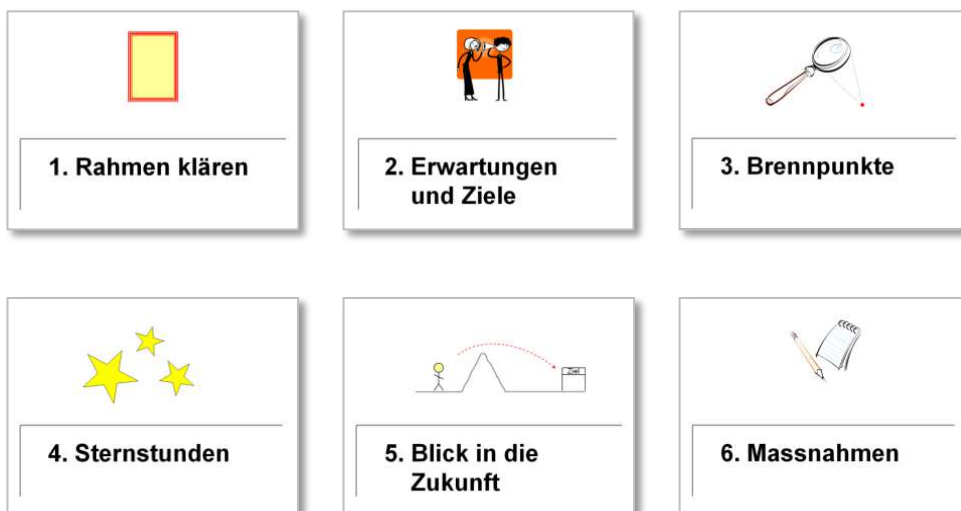 1. Rahmen klären
2. Erwartungen
und Ziele
3. Brennpunkte
4. Sternstunden
Ziel
5. Blick in die
Zukunft
6. Massnahmen